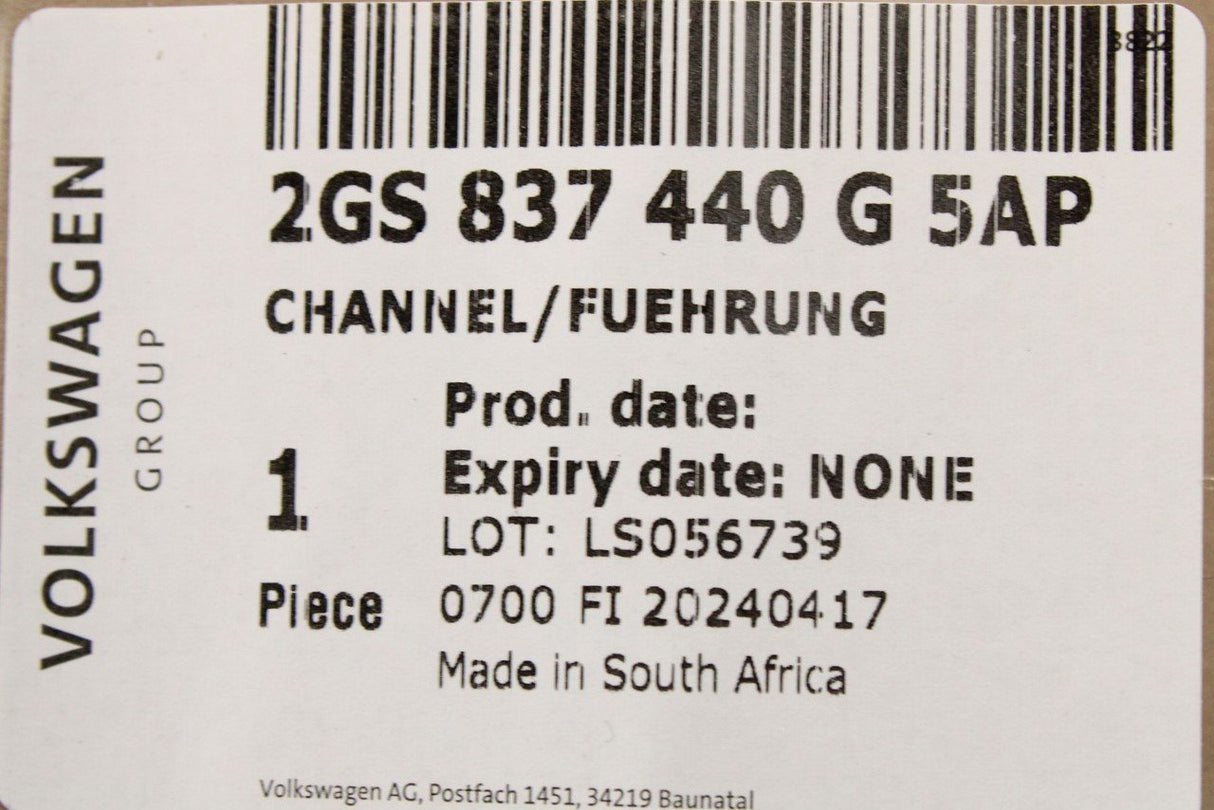 3822
2GS 837 440 G 5AP
CHANNEL/FUEHRUNG
Prod. date:
Expiry date: NONE
1
LOT: LS056739
Piece
0700 FI 20240417
Made in South Africa
Volkswagen AG, Postfach 1451, 34219 Baunatal
VOLKSWAGEN
GROUP